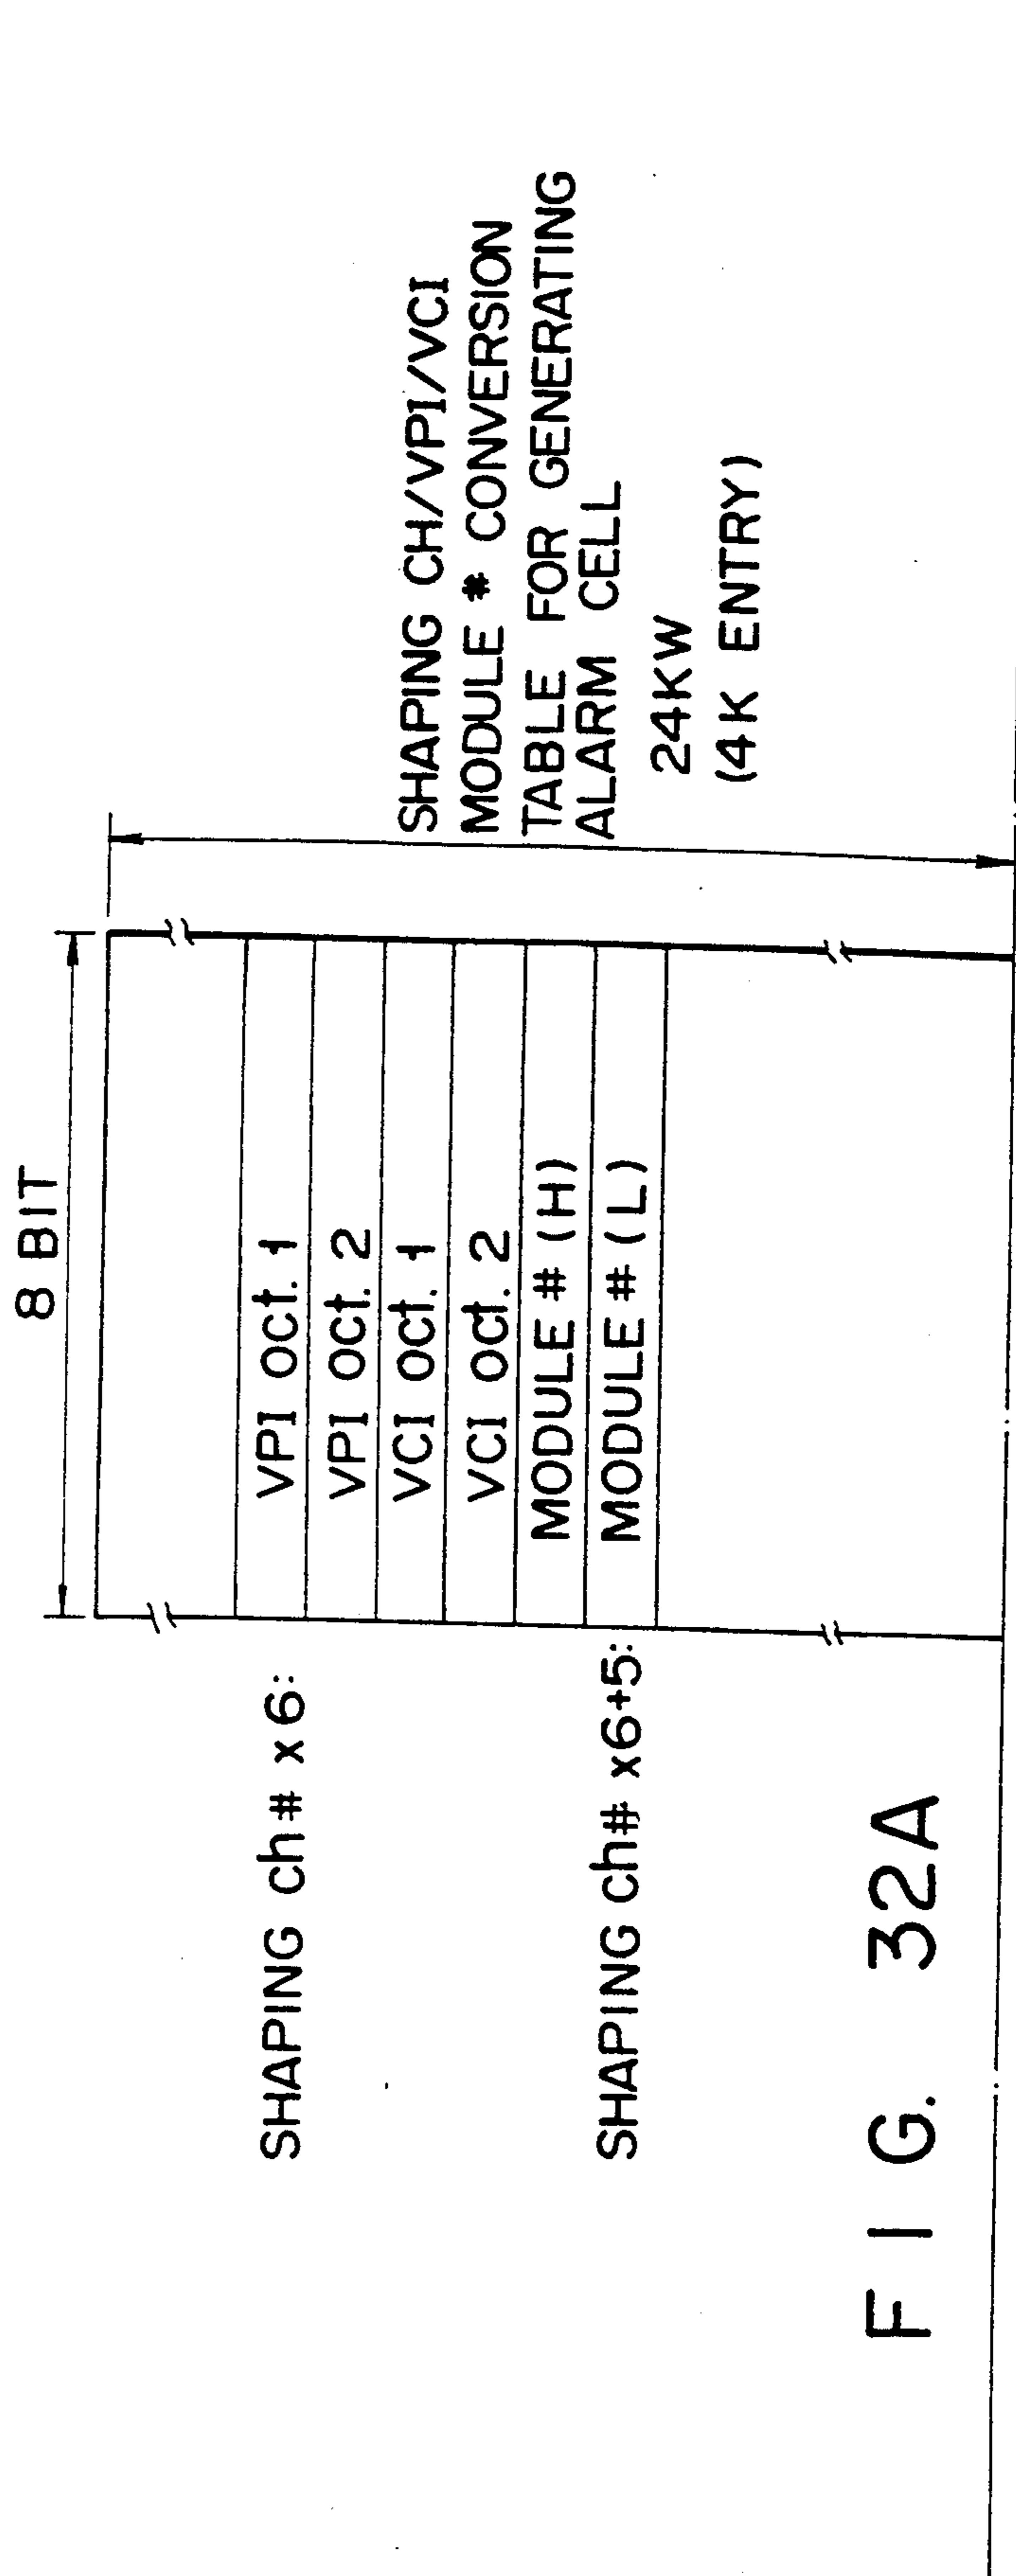 8 BIT
SHAPING ch# x6:
VPI oct. 1
VPI oct. 2
VCI oct. 1
VCI oct. 2
MODULE # (H)
SHAPING ch# x6+5:
MODULE # (L)
SHAPING CH/VPI/VCI
MODULE # CONVERSION
TABLE FOR GENERATING
ALARM CELL
24KW
(4K ENTRY)
FIG. 32A